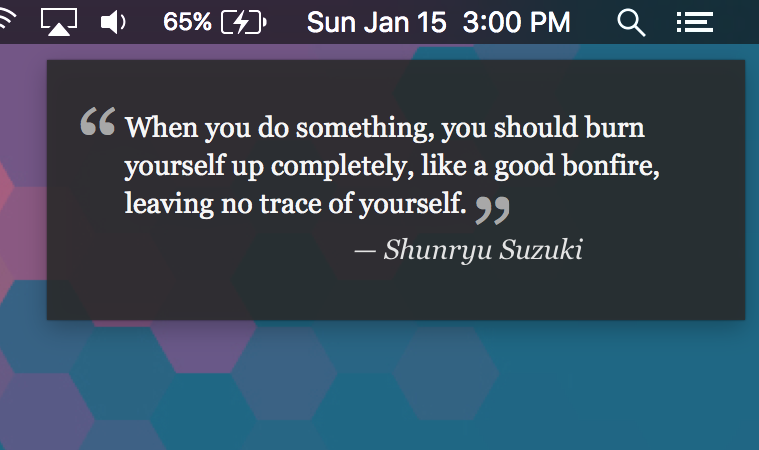 65% Sun Jan 15 3:00 PM
“When you do something, you should burn
yourself up completely, like a good bonfire,
leaving no trace of yourself.”
— Shunryu Suzuki